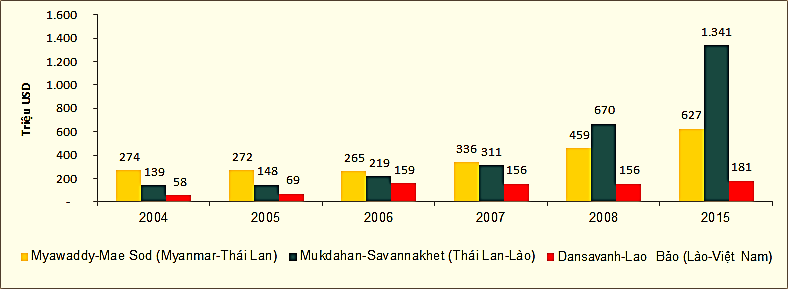 1.600
1.400
1.200
1.000
800
600
400
200
-
Triệu USD
274 139 58
272 148 69
265 219 159
336 311 156
459 670 156
627 1.341 181
2004 2005 2006 2007 2008 2015
Myawaddy-Mae Sod (Myanmar-Thái Lan) Mukdahan-Savannakhet (Thái Lan-Lào) Dansavanh-Lao Bảo (Lào-Việt Nam)